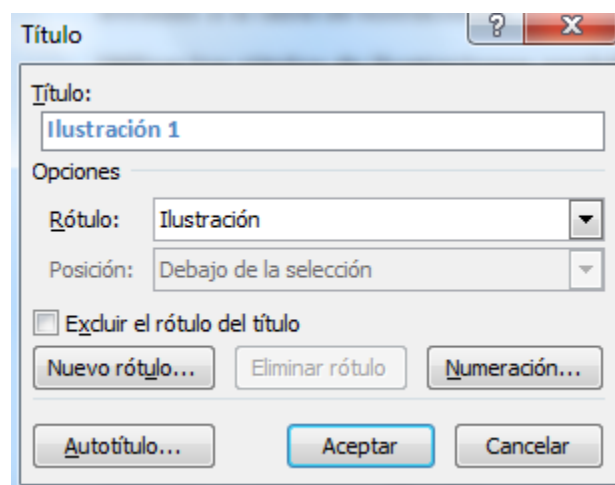 Título
?
Título:
Ilustración 1
Opciones
Rótulo: Ilustración
Posición: Debajo de la selección
Excluir el rótulo del título
Nuevo rótulo... Eliminar rótulo Numeración...
Autotítulo... Aceptar Cancelar